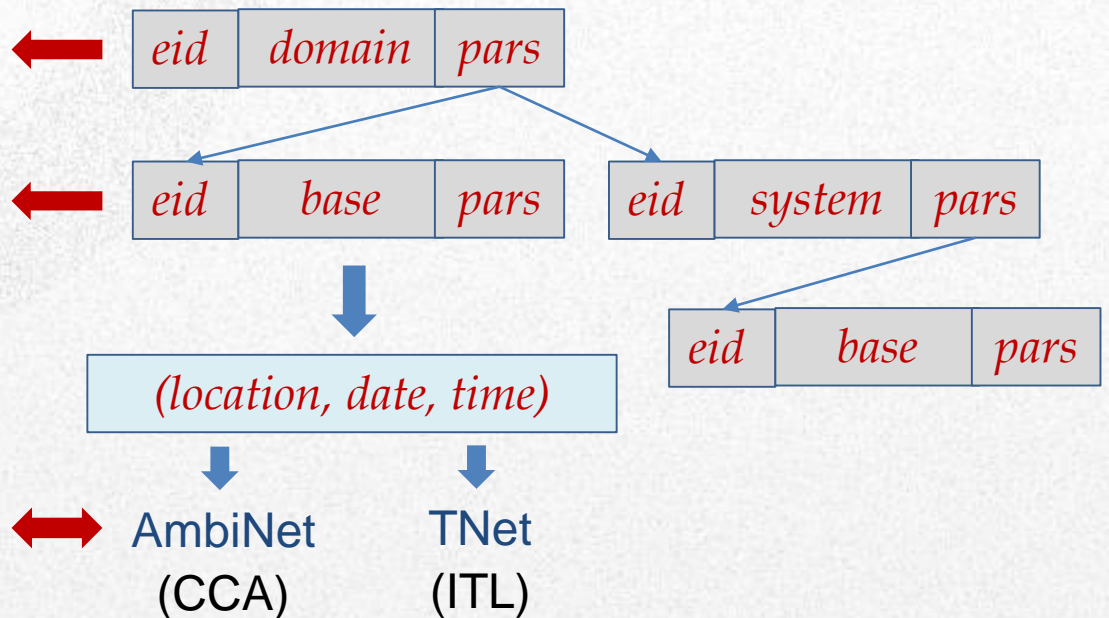 eid domain pars
eid base pars eid system pars
eid base pars
(location, date, time)
AmbiNet TNet
(CCA) (ITL)